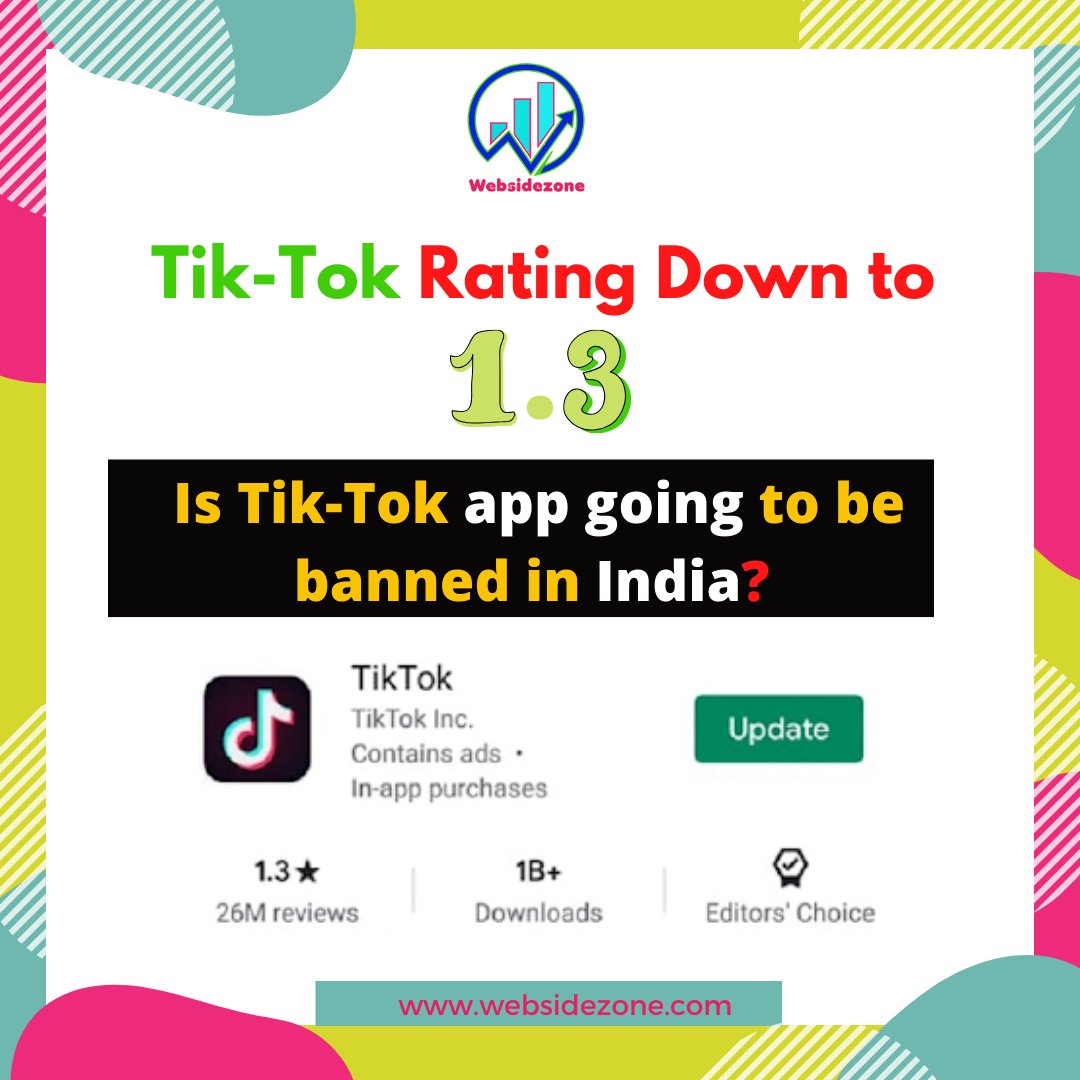 Websidezone
Tik-Tok Rating Down to
1.3
Is Tik-Tok app going to be
banned in India?
TikTok
TikTok Inc.
Contains ads •
In-app purchases
Update
1.3★
26M reviews
1B+
Downloads
Editors' Choice
www.websidezone.com